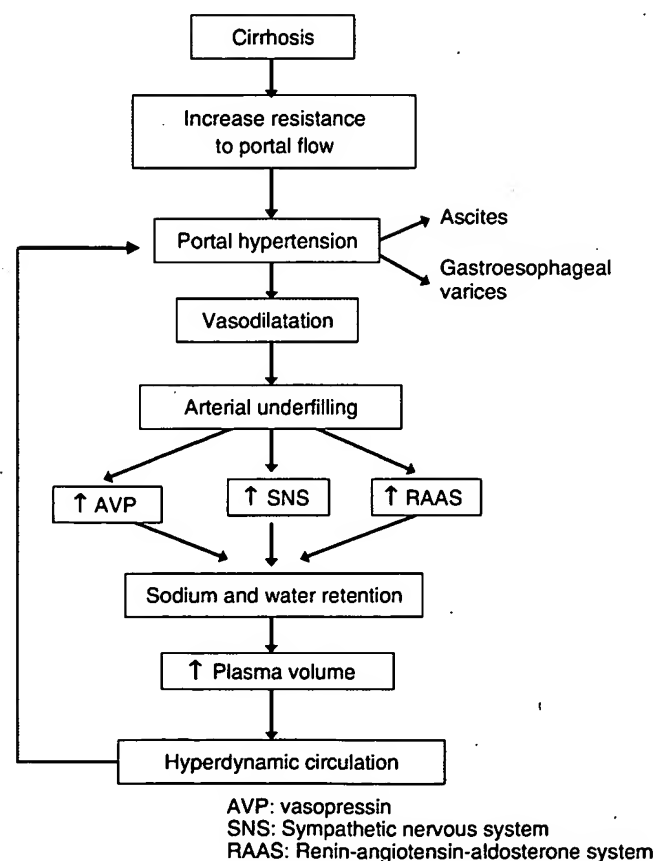 Cirrhosis
Increase resistance
to portal flow
Portal hypertension
Ascites
Gastroesophageal
varices
Vasodilatation
Arterial underfilling
↑ AVP
↑ SNS
↑ RAAS
Sodium and water retention
↑ Plasma volume
Hyperdynamic circulation
AVP: vasopressin
SNS: Sympathetic nervous system
RAAS: Renin-angiotensin-aldosterone system